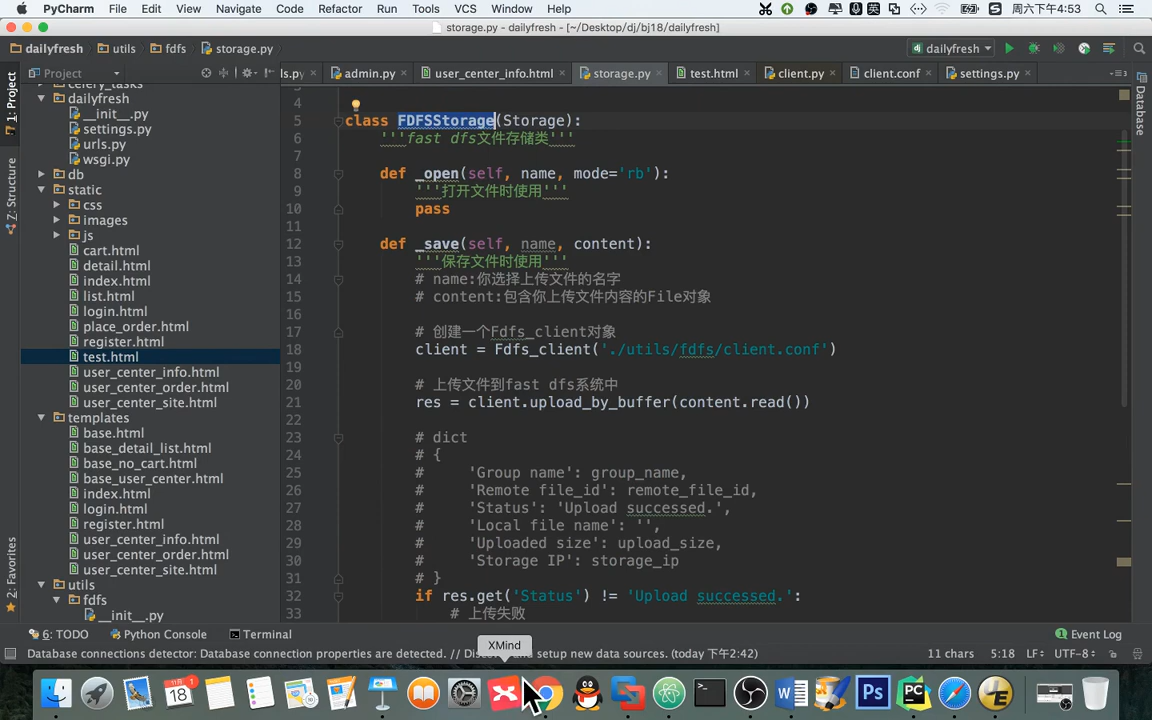 PyCharm File Edit View Navigate Code Refactor Run Tools VCS Window Help 周六下午4:53
storage.py - dailyfresh - [~/Desktop/dj/bj18/dailyfresh]
dailyfresh utils fdfs storage.py dailyfresh
Project ls.py admin.py user_center_info.html storage.py test.html client.py client.conf settings.py
1: Project
Z: Structure
2: Favorites
Database
celery_tasks
dailyfresh
__init__.py
settings.py
urls.py
wsgi.py
db
static
css
images
js
cart.html
detail.html
index.html
list.html
login.html
place_order.html
register.html
test.html
user_center_info.html
user_center_order.html
user_center_site.html
templates
base.html
base_detail_list.html
base_no_cart.html
base_user_center.html
index.html
login.html
register.html
user_center_info.html
user_center_order.html
user_center_site.html
utils
fdfs
__init__.py
4
5 class FDFSStorage(Storage):
6 '''fast dfs文件存储类'''
7
8 def _open(self, name, mode='rb'):
9 '''打开文件时使用'''
10 pass
11
12 def _save(self, name, content):
13 '''保存文件时使用'''
14 # name:你选择上传文件的名字
15 # content:包含你上传文件内容的File对象
16
17 # 创建一个Fdfs_client对象
18 client = Fdfs_client('./utils/fdfs/client.conf')
19
20 # 上传文件到fast dfs系统中
21 res = client.upload_by_buffer(content.read())
22
23 # dict
24 # {
25 # 'Group name': group_name,
26 # 'Remote file_id': remote_file_id,
27 # 'Status': 'Upload successed.',
28 # 'Local file name': '',
29 # 'Uploaded size': upload_size,
30 # 'Storage IP': storage_ip
31 # }
32 if res.get('Status') != 'Upload successed.':
33 # 上传失败
6: TODO Python Console Terminal Event Log
XMind
Database connections detector: Database connection properties are detected. // setup new data sources. (today 下午2:42) 11 chars 5:18 LF UTF-8
18